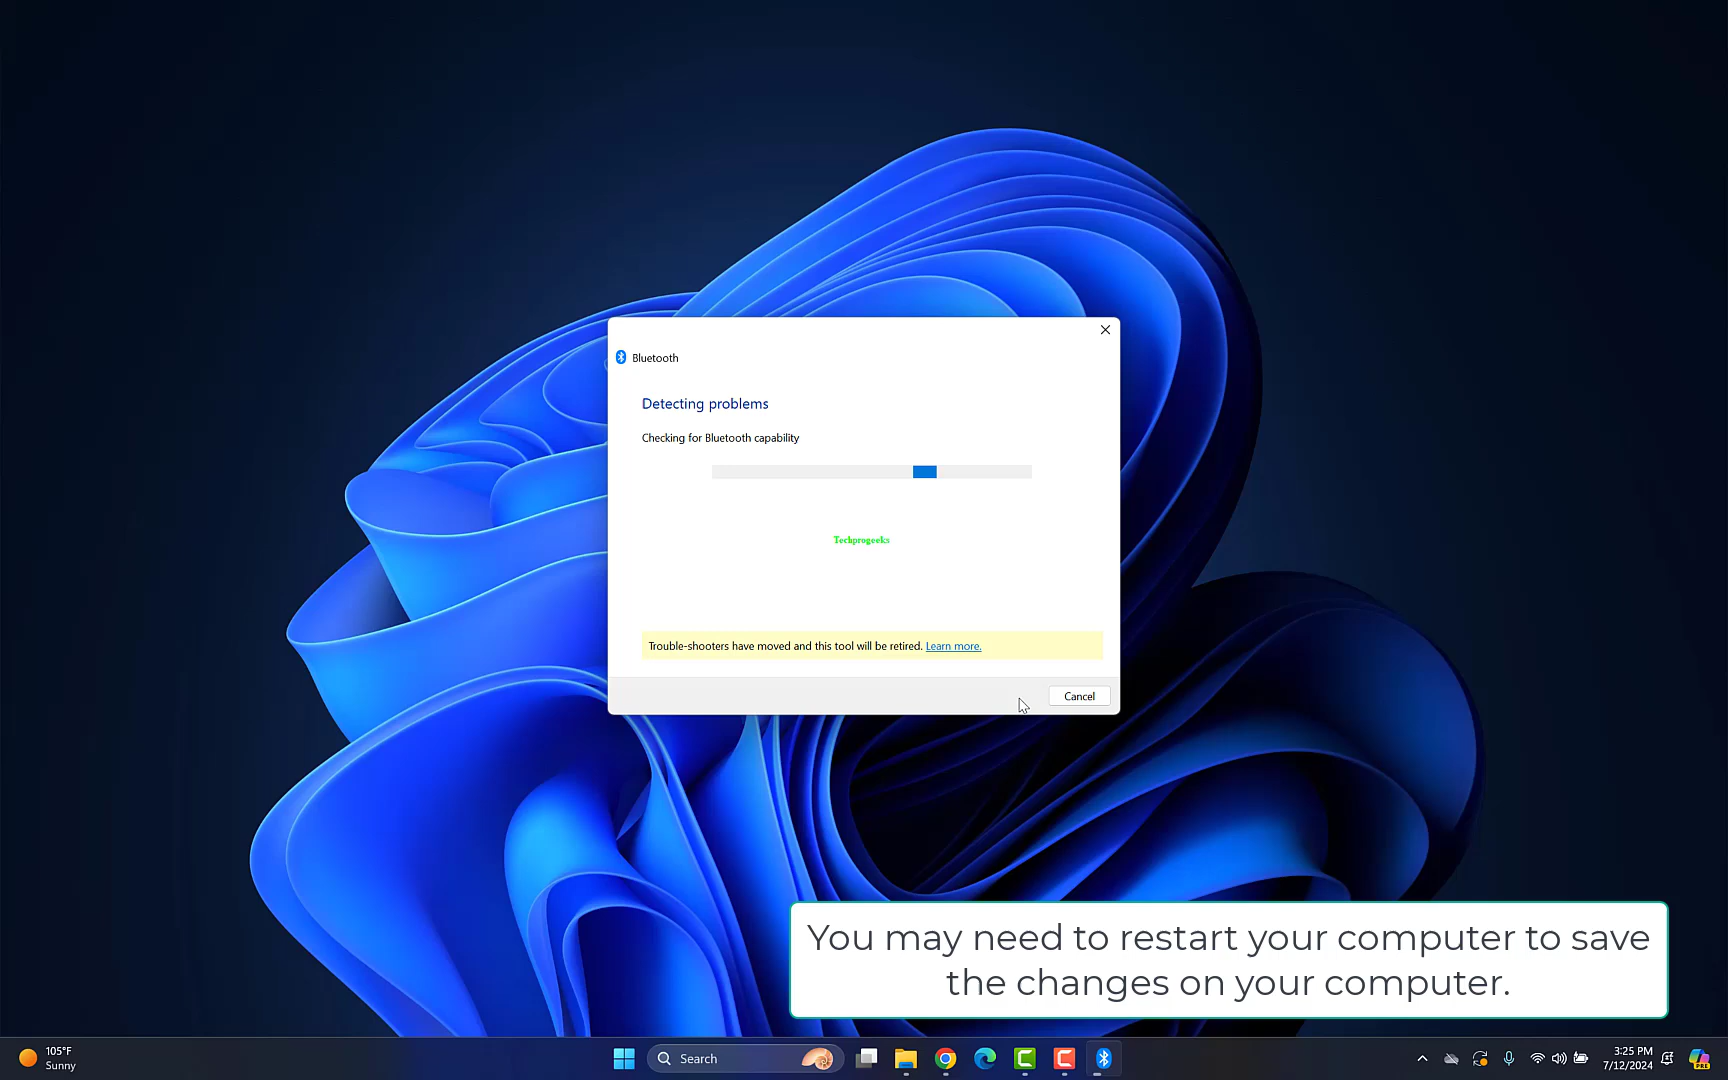 Bluetooth
Detecting problems
Checking for Bluetooth capability
Techprogeeks
Trouble-shooters have moved and this tool will be retired. Learn more.
Cancel
You may need to restart your computer to save
the changes on your computer.
105°F
Sunny
Search
3:25 PM
7/12/2024
PRE